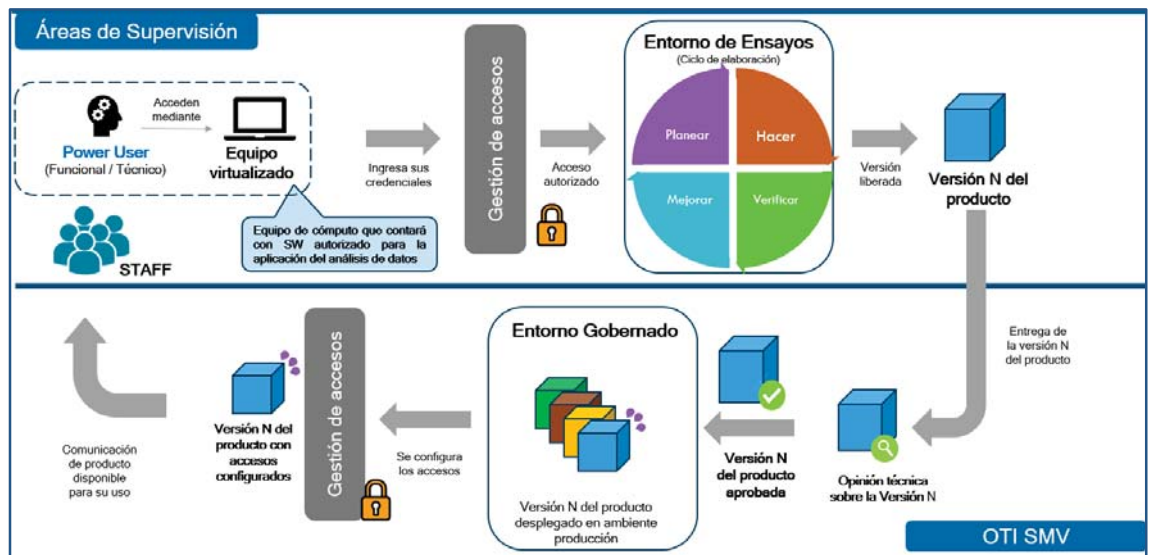 Áreas de Supervisión
Acceden
mediante
Power User
(Funcional / Técnico)
Equipo
virtualizado
Equipo de cómputo que contará
con SW autorizado para la
aplicación del análisis de datos
STAFF
Ingresa sus
credenciales
Gestión de accesos
Acceso
autorizado
Entorno de Ensayos
(Ciclo de elaboración)
Planear
Hacer
Mejorar
Verificar
Versión
liberada
Versión N del
producto
Entrega de
la versión N
del producto
Opinión técnica
sobre la Versión N
Versión N
del producto
aprobada
Entorno Gobernado
Versión N del producto
desplegado en ambiente
producción
Se configura
los accesos
Gestión de accesos
Versión N del
producto con
accesos
configurados
Comunicación
de producto
disponible
para su uso
OTI SMV